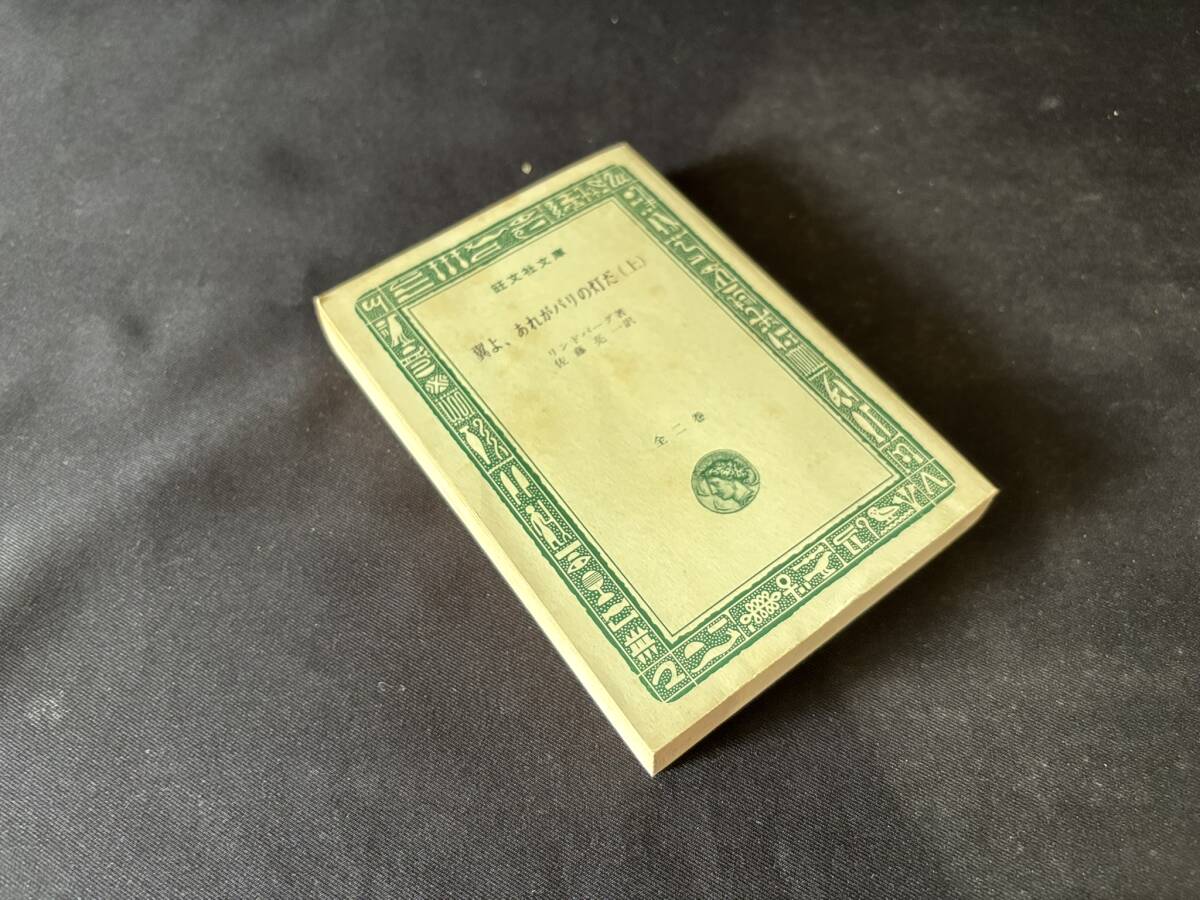 旺文社文庫
翼よ、あれがパリの灯だ(上)
リンドバーグ著
佐藤亮一訳
全二巻